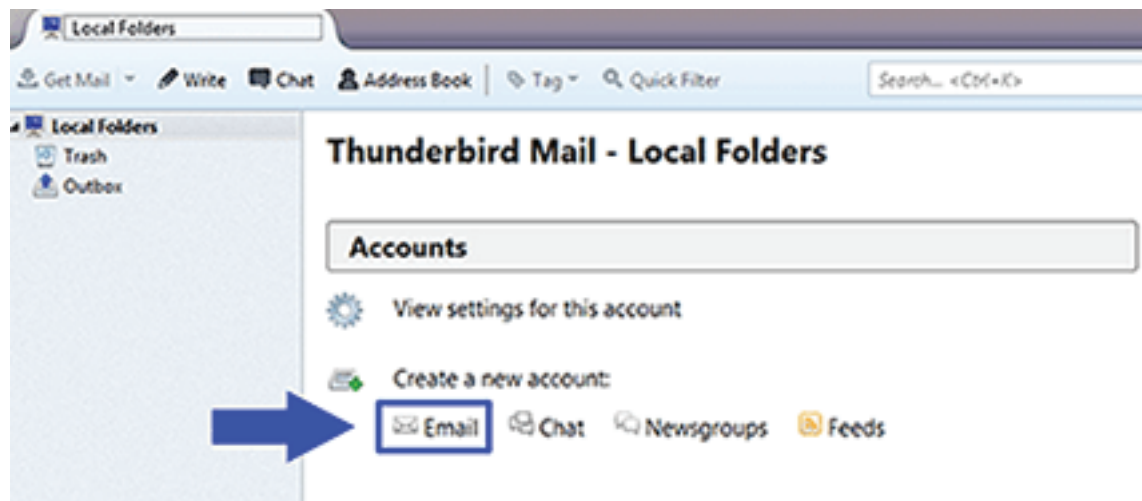 Local Folders
Get Mail Write Chat Address Book Tag Quick Filter Search... <Ctrl+K>
Local Folders
Trash
Outbox
Thunderbird Mail - Local Folders
Accounts
View settings for this account
Create a new account:
Email Chat Newsgroups Feeds